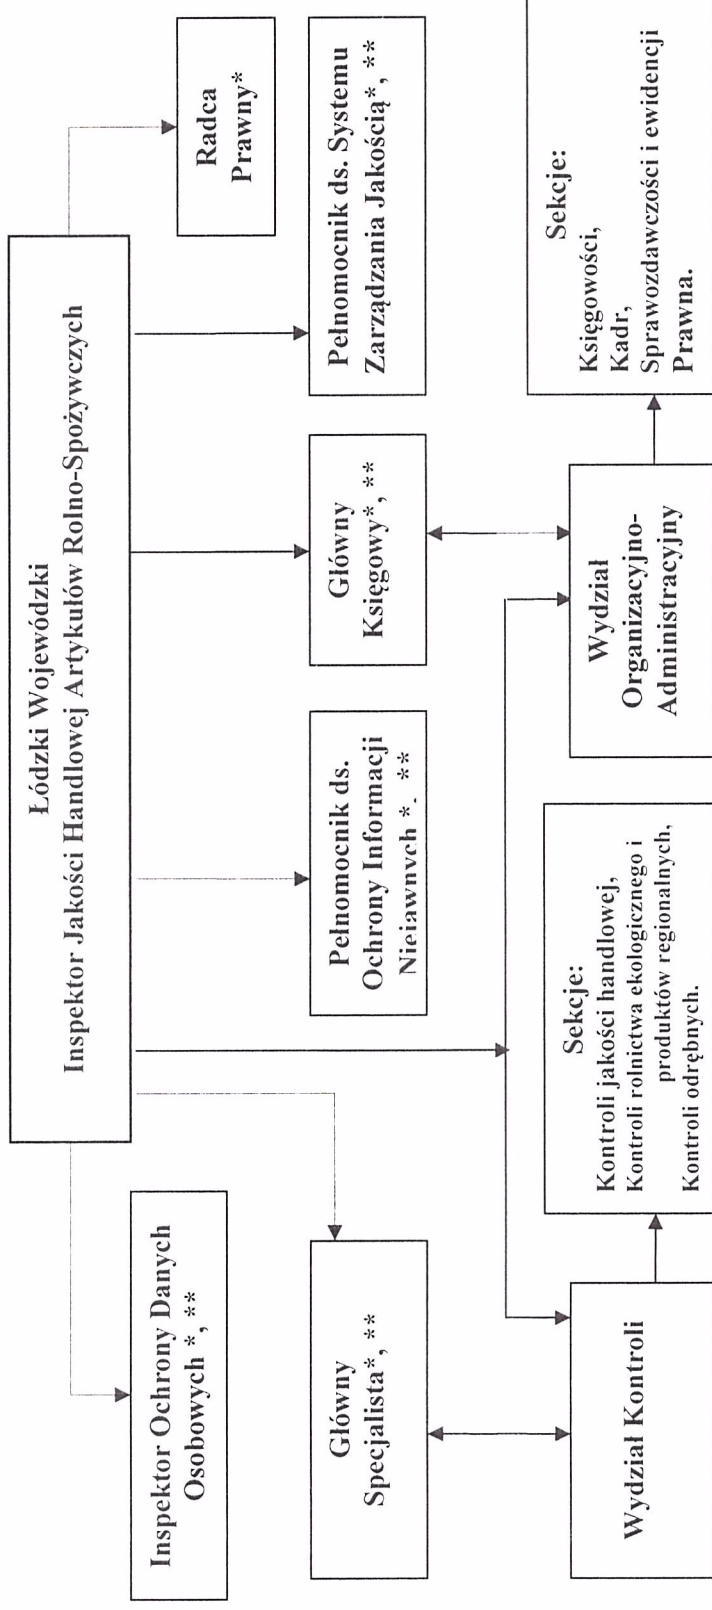 Łódzki Wojewódzki
Inspektor Jakości Handlowej Artykułów Rolno-Spożywczych
Inspektor Ochrony Danych
Osobowych *, **
Radca
Prawny*
Główny
Specjalista*, **
Pełnomocnik ds.
Ochrony Informacji
Niejawnych *, **
Główny
Księgowy*, **
Pełnomocnik ds. Systemu
Zarządzania Jakością*, **
Wydział Kontroli
Sekcje:
Kontroli jakości handlowej,
Kontroli rolnictwa ekologicznego i
produktów regionalnych,
Kontroli odrębnych.
Wydział
Organizacyjno-
Administracyjny
Sekcje:
Księgowości,
Kadr,
Sprawozdawczości i ewidencji
Prawna.